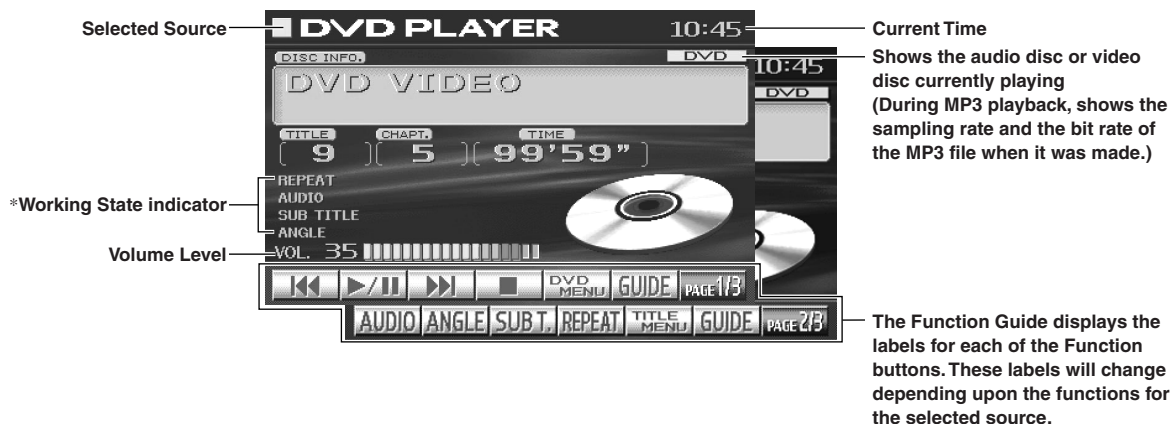 Selected Source
DVD PLAYER 10:45
Current Time
DISC INFO. DVD
DVD VIDEO
Shows the audio disc or video
disc currently playing
(During MP3 playback, shows the
sampling rate and the bit rate of
the MP3 file when it was made.)
10:45
DVD
TITLE CHAPT. TIME
9 5 99'59"
*Working State indicator
REPEAT
AUDIO
SUB TITLE
ANGLE
Volume Level
VOL. 35
DVD MENU GUIDE PAGE 1/3
AUDIO ANGLE SUB T. REPEAT TITLE MENU GUIDE PAGE 2/3
The Function Guide displays the
labels for each of the Function
buttons. These labels will change
depending upon the functions for
the selected source.